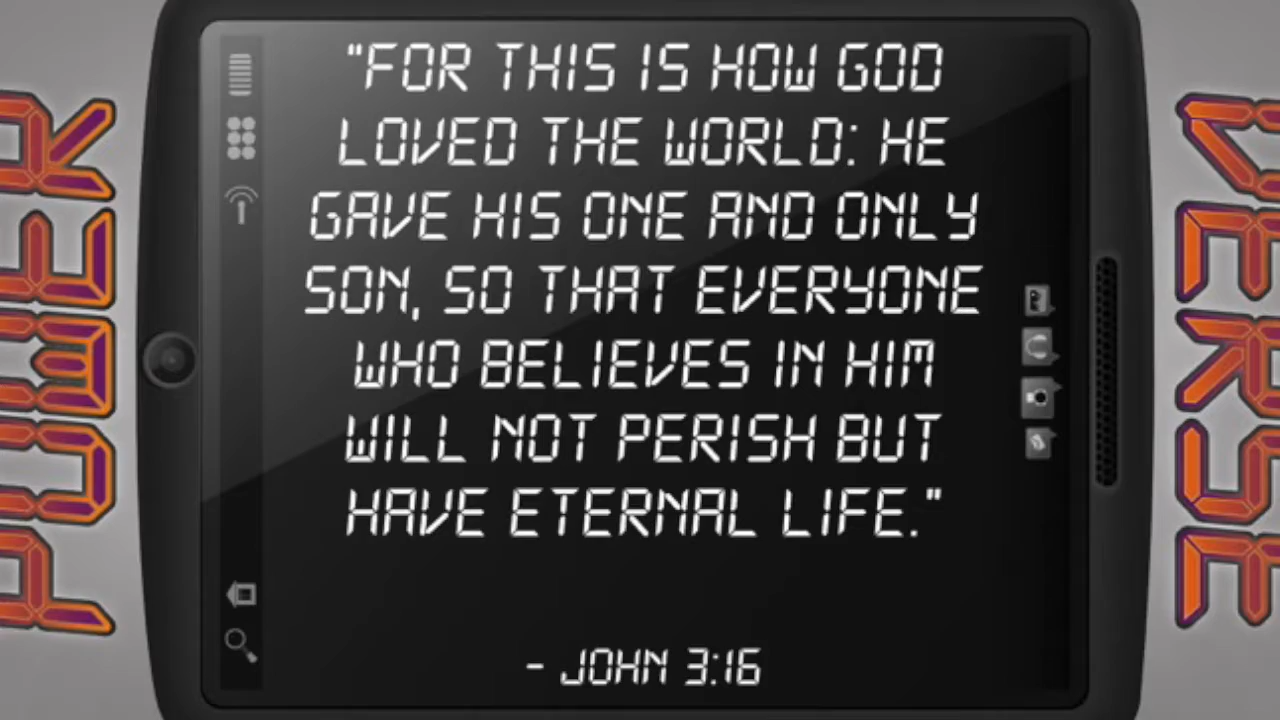 POWER
"FOR THIS IS HOW GOD
LOVED THE WORLD: HE
GAVE HIS ONE AND ONLY
SON, SO THAT EVERYONE
WHO BELIEVES IN HIM
WILL NOT PERISH BUT
HAVE ETERNAL LIFE."
- JOHN 3:16
VERSE